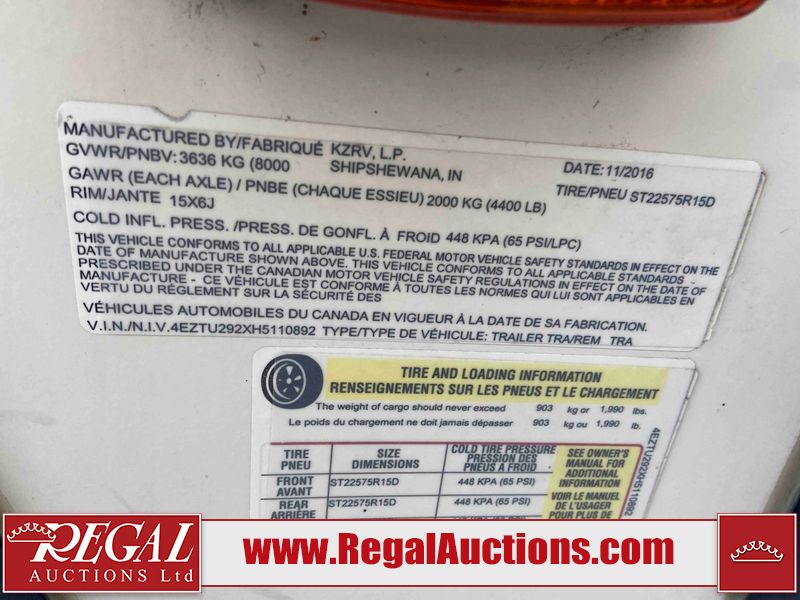 MANUFACTURED BY/FABRIQUÉ KZRV, L.P.
GVWR/PNBV: 3636 KG (8000 SHIPSHEWANA, IN DATE: 11/2016
GAWR (EACH AXLE) / PNBE (CHAQUE ESSIEU) 2000 KG (4400 LB) TIRE/PNEU ST22575R15D
RIM/JANTE 15X6J
COLD INFL. PRESS. /PRESS. DE GONFL. À FROID 448 KPA (65 PSI/LPC)
THIS VEHICLE CONFORMS TO ALL APPLICABLE U.S. FEDERAL MOTOR VEHICLE SAFETY STANDARDS IN EFFECT ON THE
DATE OF MANUFACTURE SHOWN ABOVE. THIS VEHICLE CONFORMS TO ALL APPLICABLE STANDARDS
PRESCRIBED UNDER THE CANADIAN MOTOR VEHICLE SAFETY REGULATIONS IN EFFECT ON THE DATE OF
MANUFACTURE - CE VÉHICULE EST CONFORME À TOUTES LES NORMES QUI LUI SONT APPLICABLES EN
VERTU DU RÉGLEMENT SUR LA SÉCURITÉ DES
VÉHICULES AUTOMOBILES DU CANADA EN VIGUEUR À LA DATE DE SA FABRICATION.
V.I.N./N.I.V.4EZTU292XH5110892 TYPE/TYPE DE VÉHICULE: TRAILER TRA/REM TRA
TIRE AND LOADING INFORMATION
RENSEIGNEMENTS SUR LES PNEUS ET LE CHARGEMENT
The weight of cargo should never exceed 903 kg or 1,990 lbs.
Le poids du chargement ne doit jamais dépasser 903 kg ou 1,990 lb.
TIRE SIZE COLD TIRE PRESSURE
PNEU DIMENSIONS PRESSION DES
PNEUS A FROID
FRONT ST22575R15D 448 KPA (65 PSI)
AVANT
REAR ST22575R15D 448 KPA (65 PSI)
ARRIÈRE
SEE OWNER'S
MANUAL FOR
ADDITIONAL
INFORMATION
VOIR LE MANUEL
DE L'USAGER
POUR PLUS DE
4EZTU292XH5110892
REGAL
AUCTIONS Ltd
www.RegalAuctions.com